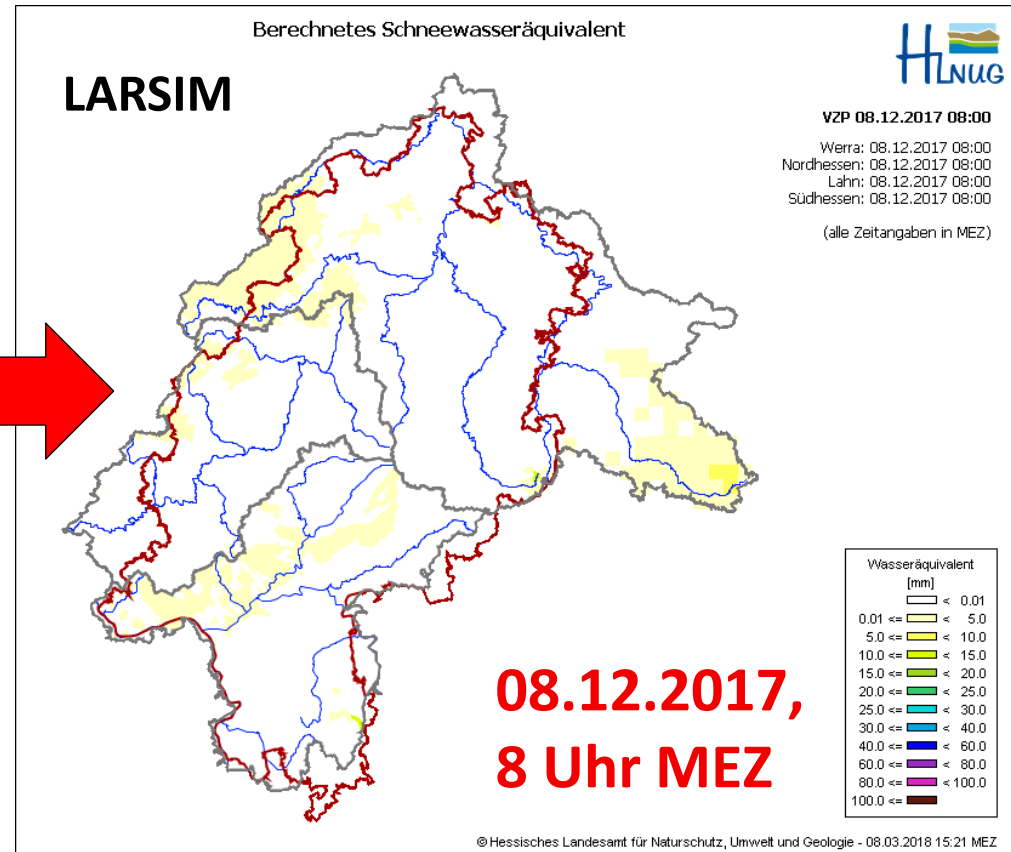 Berechnetes Schneewasseräquivalent
HLNUG
LARSIM
VZP 08.12.2017 08:00
Werra: 08.12.2017 08:00
Nordhessen: 08.12.2017 08:00
Lahn: 08.12.2017 08:00
Südhessen: 08.12.2017 08:00
(alle Zeitangaben in MEZ)
Wasseräquivalent
[mm]
< 0.01
0.01 <= < 5.0
5.0 <= < 10.0
10.0 <= < 15.0
15.0 <= < 20.0
20.0 <= < 25.0
25.0 <= < 30.0
30.0 <= < 40.0
40.0 <= < 60.0
60.0 <= < 80.0
80.0 <= < 100.0
100.0 <=
08.12.2017,
8 Uhr MEZ
© Hessisches Landesamt für Naturschutz, Umwelt und Geologie - 08.03.2018 15:21 MEZ